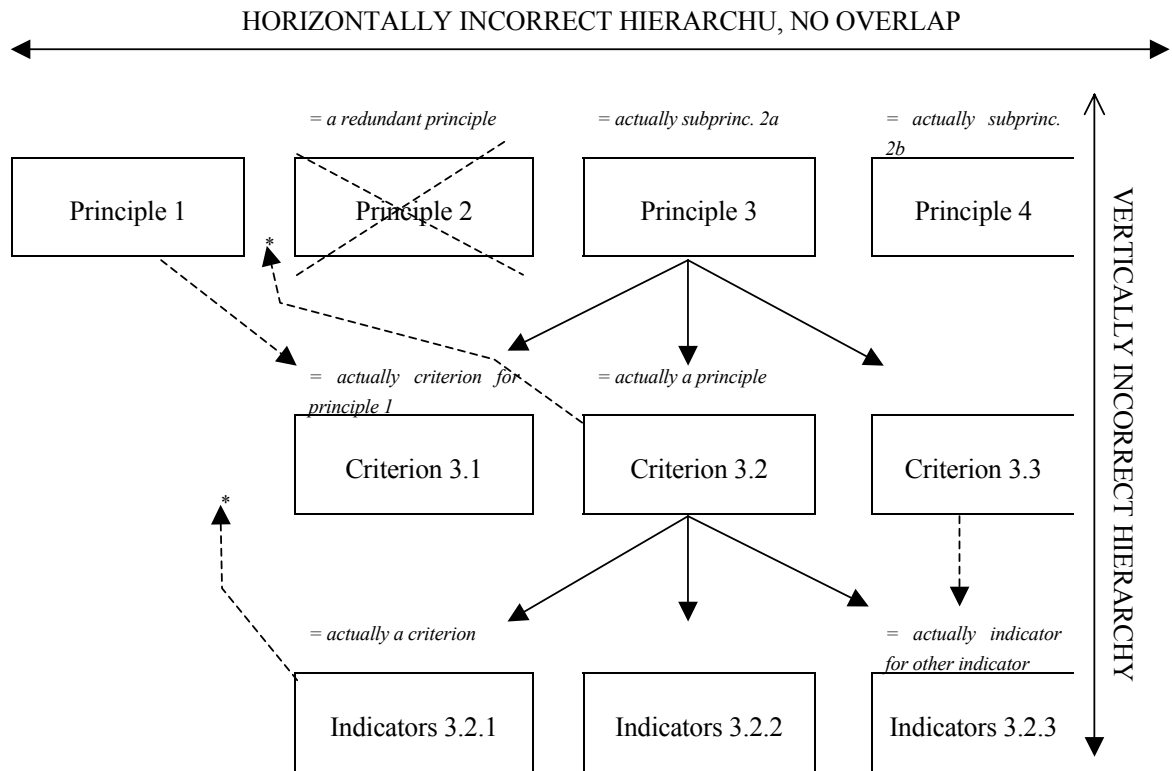 HORIZONTALLY INCORRECT HIERARCHU, NO OVERLAP
= a redundant principle
= actually subprinc. 2a
= actually subprinc.
2b
Principle 1
Principle 2
Principle 3
Principle 4
*
= actually criterion for
principle 1
= actually a principle
Criterion 3.1
Criterion 3.2
Criterion 3.3
*
= actually a criterion
= actually indicator
for other indicator
Indicators 3.2.1
Indicators 3.2.2
Indicators 3.2.3
VERTICALLY INCORRECT HIERARCHY